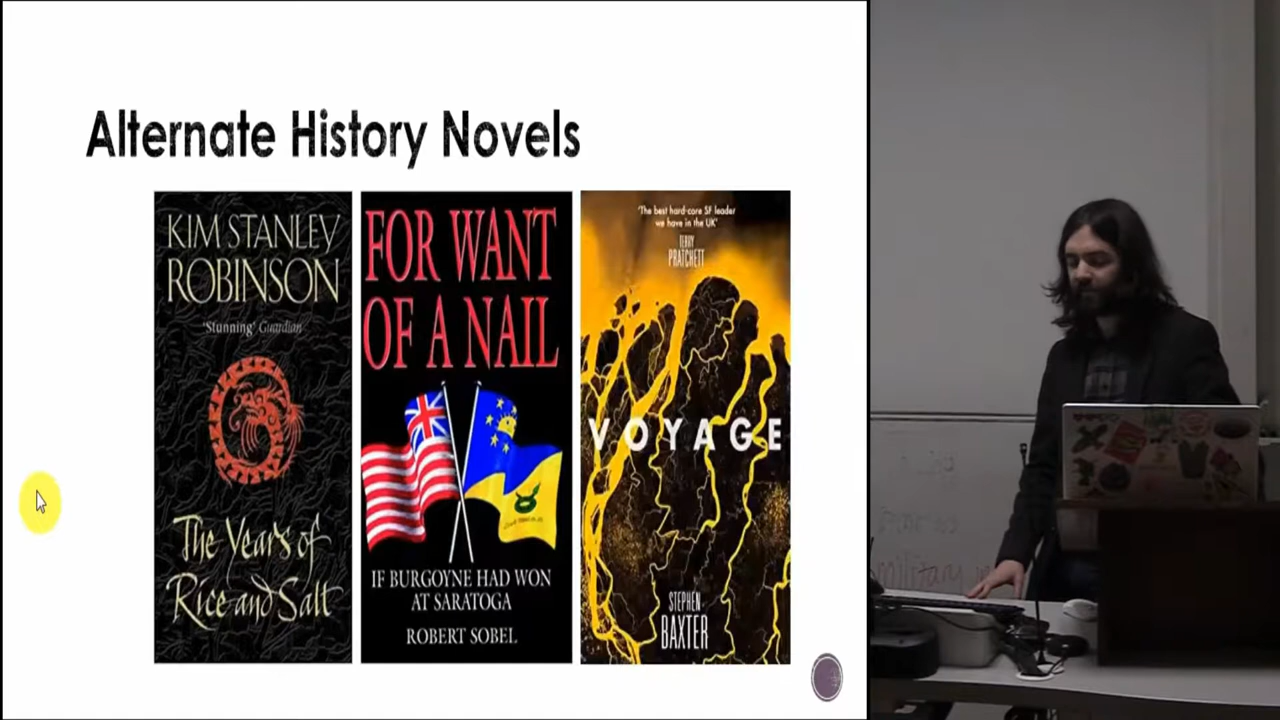 Alternate History Novels
KIM STANLEY
ROBINSON
'Stunning' Guardian
The Years of
Rice and Salt
FOR WANT
OF A NAIL
IF BURGOYNE HAD WON
AT SARATOGA
ROBERT SOBEL
'The best hard-core SF leader
we have in the UK'
TERRY
PRATCHETT
VOYAGE
STEPHEN
BAXTER
military